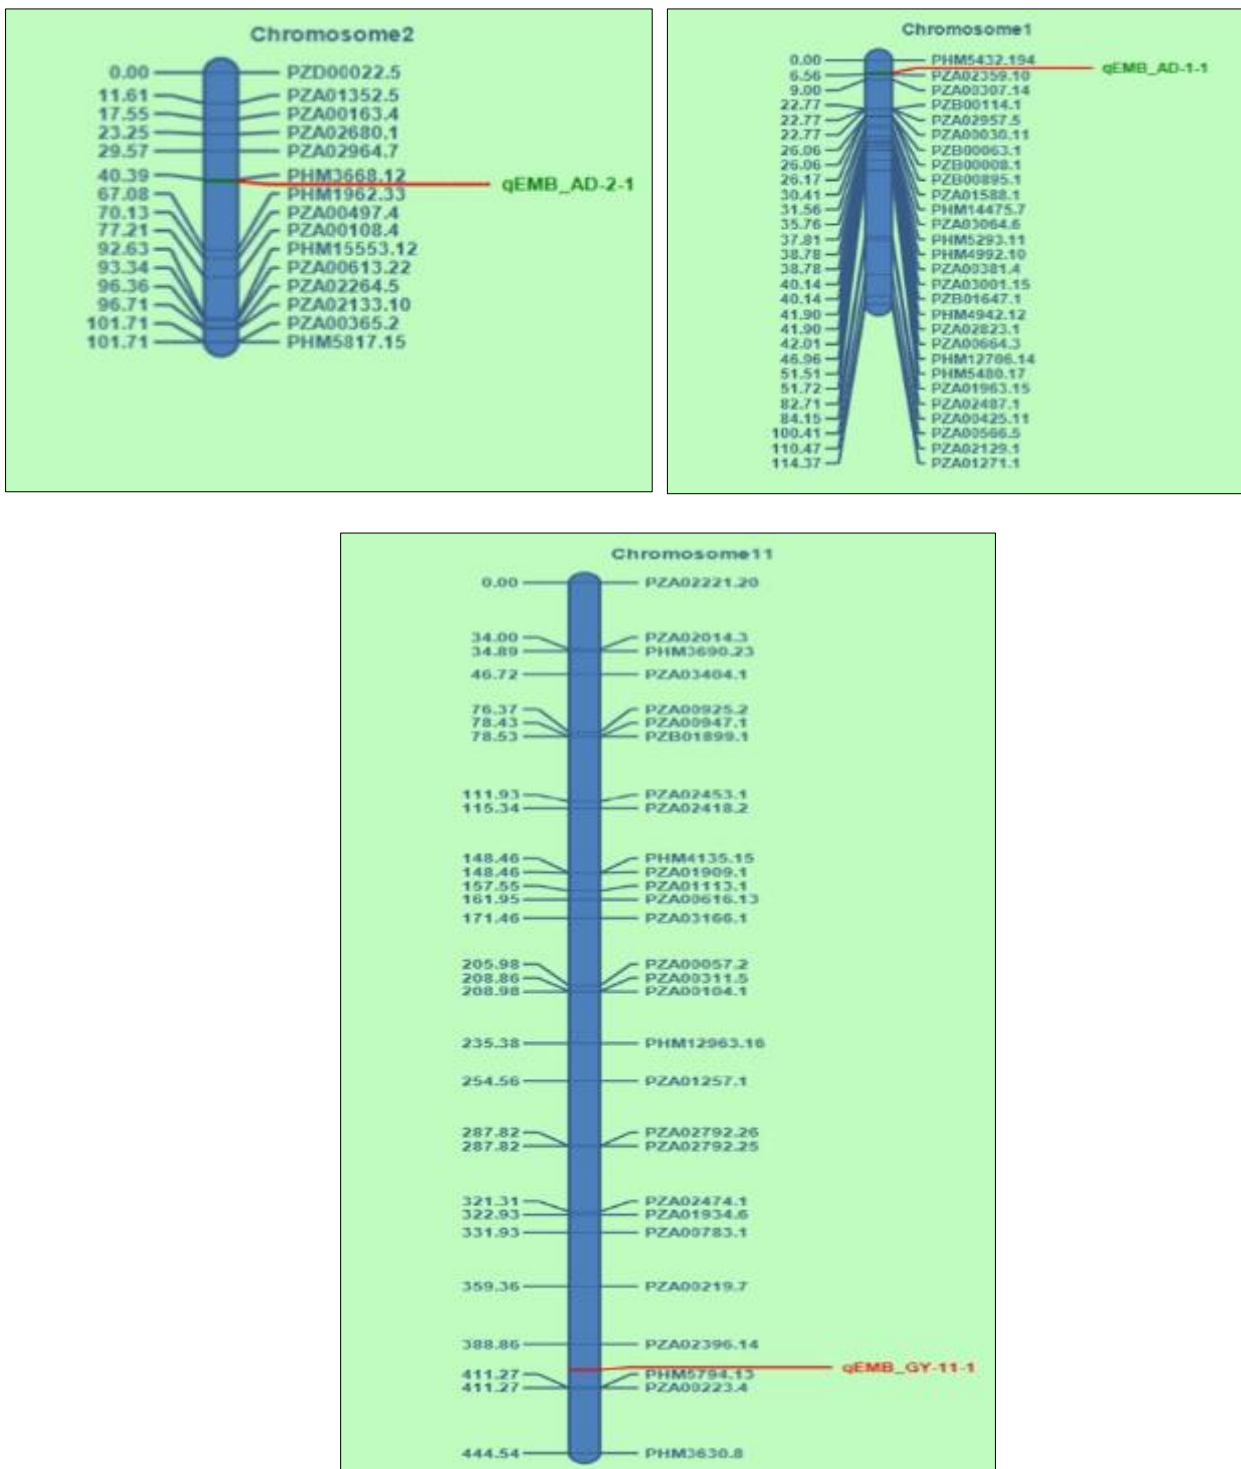 Chromosome2
0.00 PZD00022.5
11.61 PZA01352.5
17.55 PZA00163.4
23.25 PZA02680.1
29.57 PZA02964.7
40.39 PHM3668.12
qEMB_AD-2-1
67.08 PHM1962.33
70.13 PZA00497.4
77.21 PZA00108.4
92.63 PHM15553.12
93.34 PZA00613.22
96.36 PZA02264.5
96.71 PZA02133.10
101.71 PZA00365.2
101.71 PHM5817.15
Chromosome1
0.00 PHM5432.194
qEMB_AD-1-1
6.56 PZA02359.10
9.00 PZA00307.14
22.77 PZB00114.1
22.77 PZA02957.5
22.77 PZA00030.11
26.06 PZB00063.1
26.06 PZB00008.1
26.17 PZB00895.1
30.41 PZA01588.1
31.56 PHM14475.7
35.76 PZA03064.6
37.81 PHM5293.11
38.78 PHM4992.10
38.78 PZA00381.4
40.14 PZA03001.15
40.14 PZB01647.1
41.90 PHM4942.12
41.90 PZA02823.1
42.01 PZA00664.3
46.96 PHM12706.14
51.51 PHM5480.17
51.72 PZA01963.15
82.71 PZA02487.1
84.15 PZA00425.11
100.41 PZA00566.5
110.47 PZA02129.1
114.37 PZA01271.1
Chromosome11
0.00 PZA02221.20
34.00 PZA02014.3
34.89 PHM3690.23
46.72 PZA03404.1
76.37 PZA00925.2
78.43 PZA00947.1
78.53 PZB01899.1
111.93 PZA02453.1
115.34 PZA02418.2
148.46 PHM4135.15
148.46 PZA01909.1
157.55 PZA01113.1
161.95 PZA00616.13
171.46 PZA03166.1
205.98 PZA00057.2
208.86 PZA00311.5
208.98 PZA00104.1
235.38 PHM12963.16
254.56 PZA01257.1
287.82 PZA02792.26
287.82 PZA02792.25
321.31 PZA02474.1
322.93 PZA01934.6
331.93 PZA00783.1
359.36 PZA00219.7
388.86 PZA02396.14
qEMB_GY-11-1
411.27 PHM5794.13
411.27 PZA00223.4
444.54 PHM3630.8